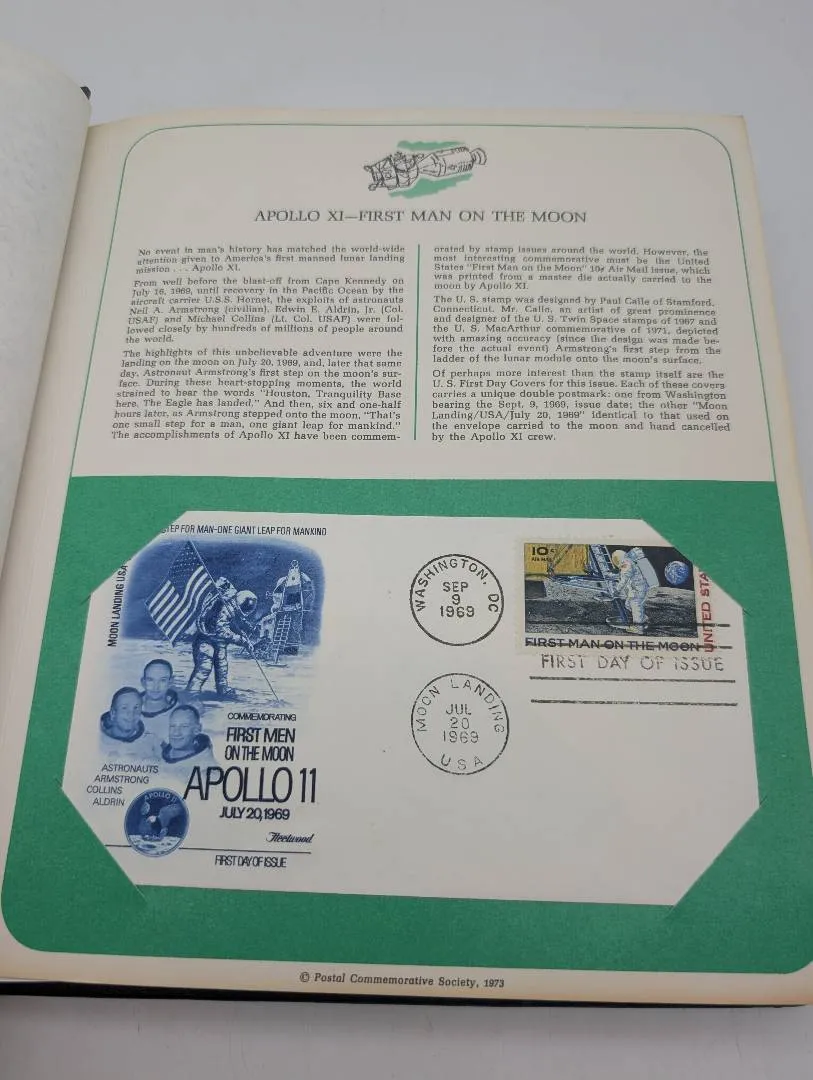 APOLLO XI—FIRST MAN ON THE MOON
No event in man's history has matched the world-wide
attention given to America's first manned lunar landing
mission . . . Apollo XI.
From well before the blast-off from Cape Kennedy on
July 16, 1969, until recovery in the Pacific Ocean by the
aircraft carrier U.S.S. Hornet, the exploits of astronauts
Neil A. Armstrong (civilian), Edwin E. Aldrin, Jr. (Col.
USAF) and Michael Collins (Lt. Col. USAF) were fol-
lowed closely by hundreds of millions of people around
the world.
The highlights of this unbelievable adventure were the
landing on the moon on July 20, 1969, and, later that same
day, Astronaut Armstrong's first step on the moon's sur-
face. During these heart-stopping moments, the world
strained to hear the words "Houston, Tranquility Base
here. The Eagle has landed." And then, six and one-half
hours later, as Armstrong stepped onto the moon, "That's
one small step for a man, one giant leap for mankind."
The accomplishments of Apollo XI have been commem-
orated by stamp issues around the world. However, the
most interesting commemorative must be the United
States "First Man on the Moon" 10¢ Air Mail issue, which
was printed from a master die actually carried to the
moon by Apollo XI.
The U. S. stamp was designed by Paul Calle of Stamford,
Connecticut. Mr. Calle, an artist of great prominence
and designer of the U. S. Twin Space stamps of 1967 and
the U. S. MacArthur commemorative of 1971, depicted
with amazing accuracy (since the design was made be-
fore the actual event) Armstrong's first step from the
ladder of the lunar module onto the moon's surface.
Of perhaps more interest than the stamp itself are the
U. S. First Day Covers for this issue. Each of these covers
carries a unique double postmark: one from Washington
bearing the Sept. 9, 1969, issue date; the other "Moon
Landing/USA/July 20, 1969" identical to that used on
the envelope carried to the moon and hand cancelled
by the Apollo XI crew.
STEP FOR MAN-ONE GIANT LEAP FOR MANKIND
MOON LANDING USA
COMMEMORATING
FIRST MEN
ON THE MOON
APOLLO 11
JULY 20, 1969
ASTRONAUTS
ARMSTRONG
COLLINS
ALDRIN
APOLLO 11
Fleetwood
FIRST DAY OF ISSUE
WASHINGTON, DC
SEP
9
1969
MOON LANDING
JUL
20
1969
USA
10¢
AIR MAIL
UNITED STA
FIRST MAN ON THE MOON
FIRST DAY OF ISSUE
© Postal Commemorative Society, 1973